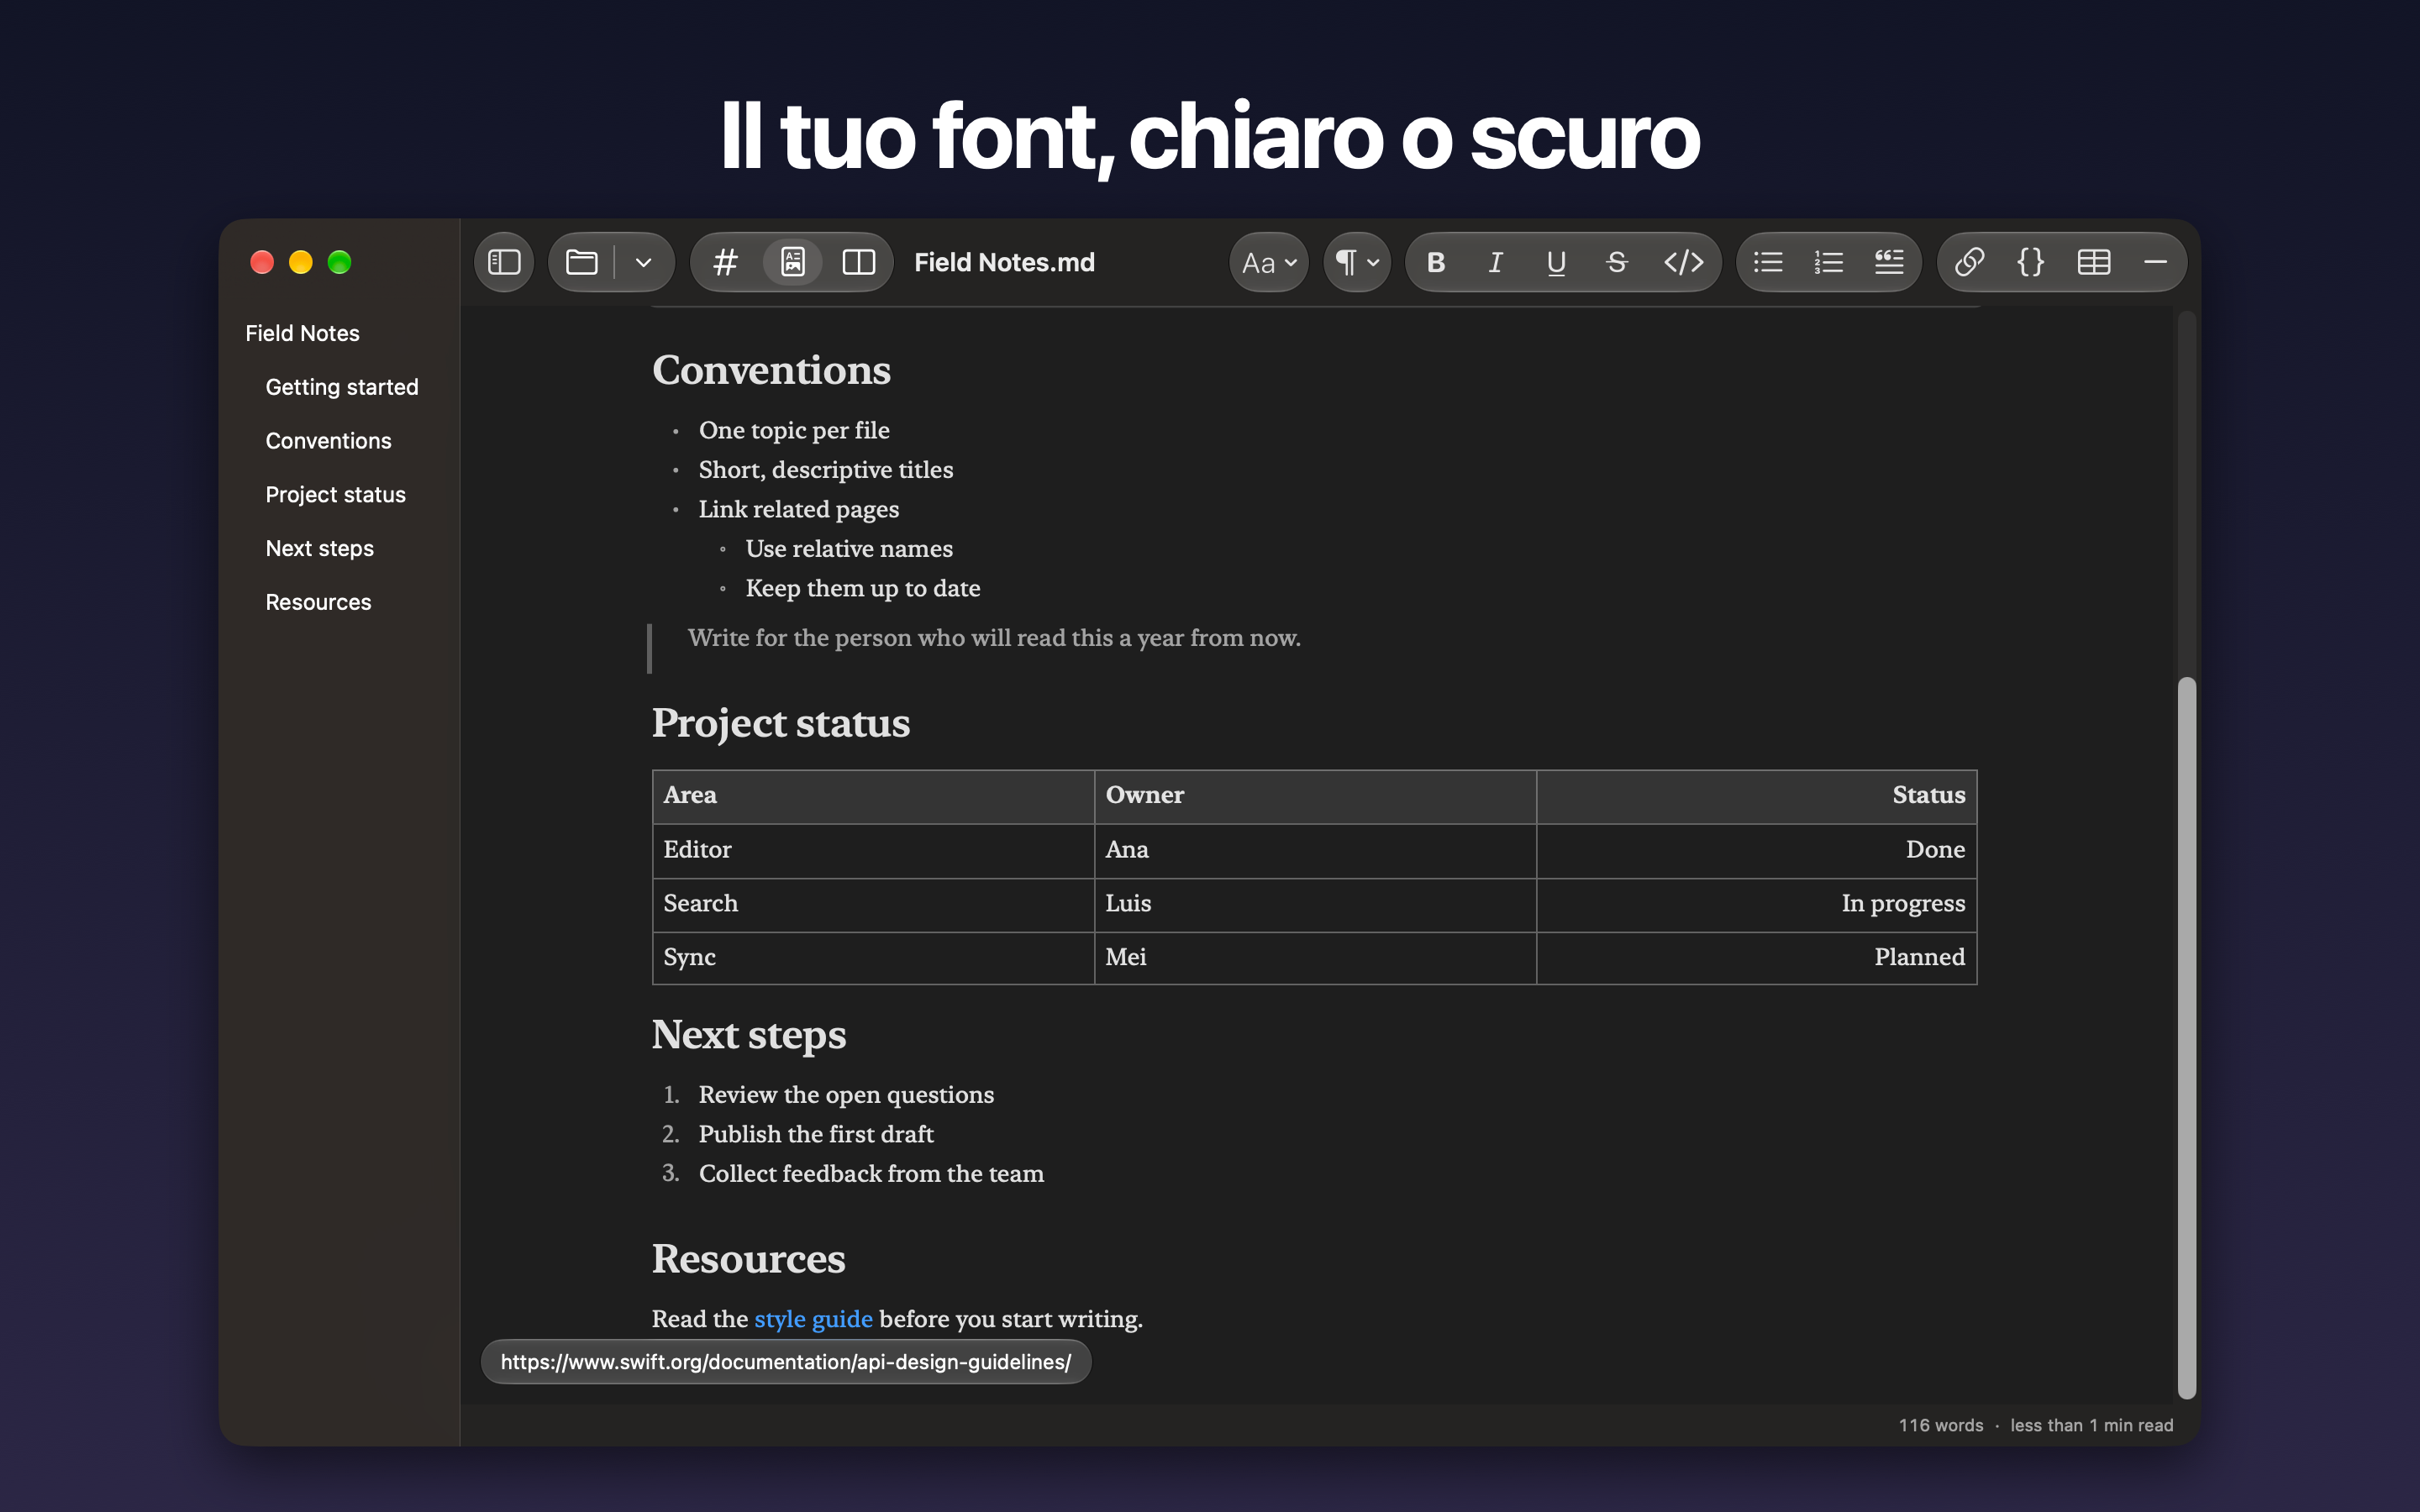 Il tuo font, chiaro o scuro
Field Notes.md
Aa
B I U S </>
{}
Field Notes
Getting started
Conventions
Project status
Next steps
Resources
Conventions
• One topic per file
• Short, descriptive titles
• Link related pages
◦ Use relative names
◦ Keep them up to date
Write for the person who will read this a year from now.
Project status
Area Owner Status
Editor Ana Done
Search Luis In progress
Sync Mei Planned
Next steps
1. Review the open questions
2. Publish the first draft
3. Collect feedback from the team
Resources
Read the style guide before you start writing.
https://www.swift.org/documentation/api-design-guidelines/
116 words · less than 1 min read